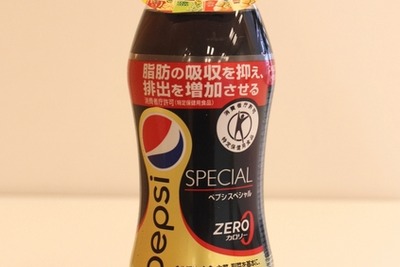 脂肪の吸収を抑え、
排出を増加させる
消費者庁許可(特定保健用食品)
消費者庁許可
特定保健用食品
pepsi
SPECIAL
ペプシスペシャル
ZERO
カロリー